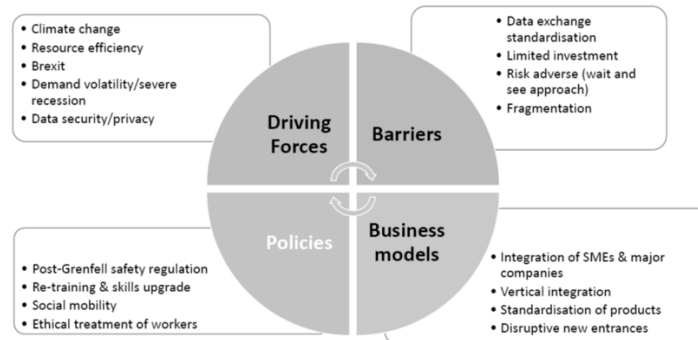 • Climate change
• Resource efficiency
• Brexit
• Demand volatility/severe
recession
• Data security/privacy
• Data exchange
standardisation
• Limited investment
• Risk adverse (wait and
see approach)
• Fragmentation
Driving
Forces
Barriers
Policies
Business
models
• Post-Grenfell safety regulation
• Re-training & skills upgrade
• Social mobility
• Ethical treatment of workers
• Integration of SMEs & major
companies
• Vertical integration
• Standardisation of products
• Disruptive new entrances